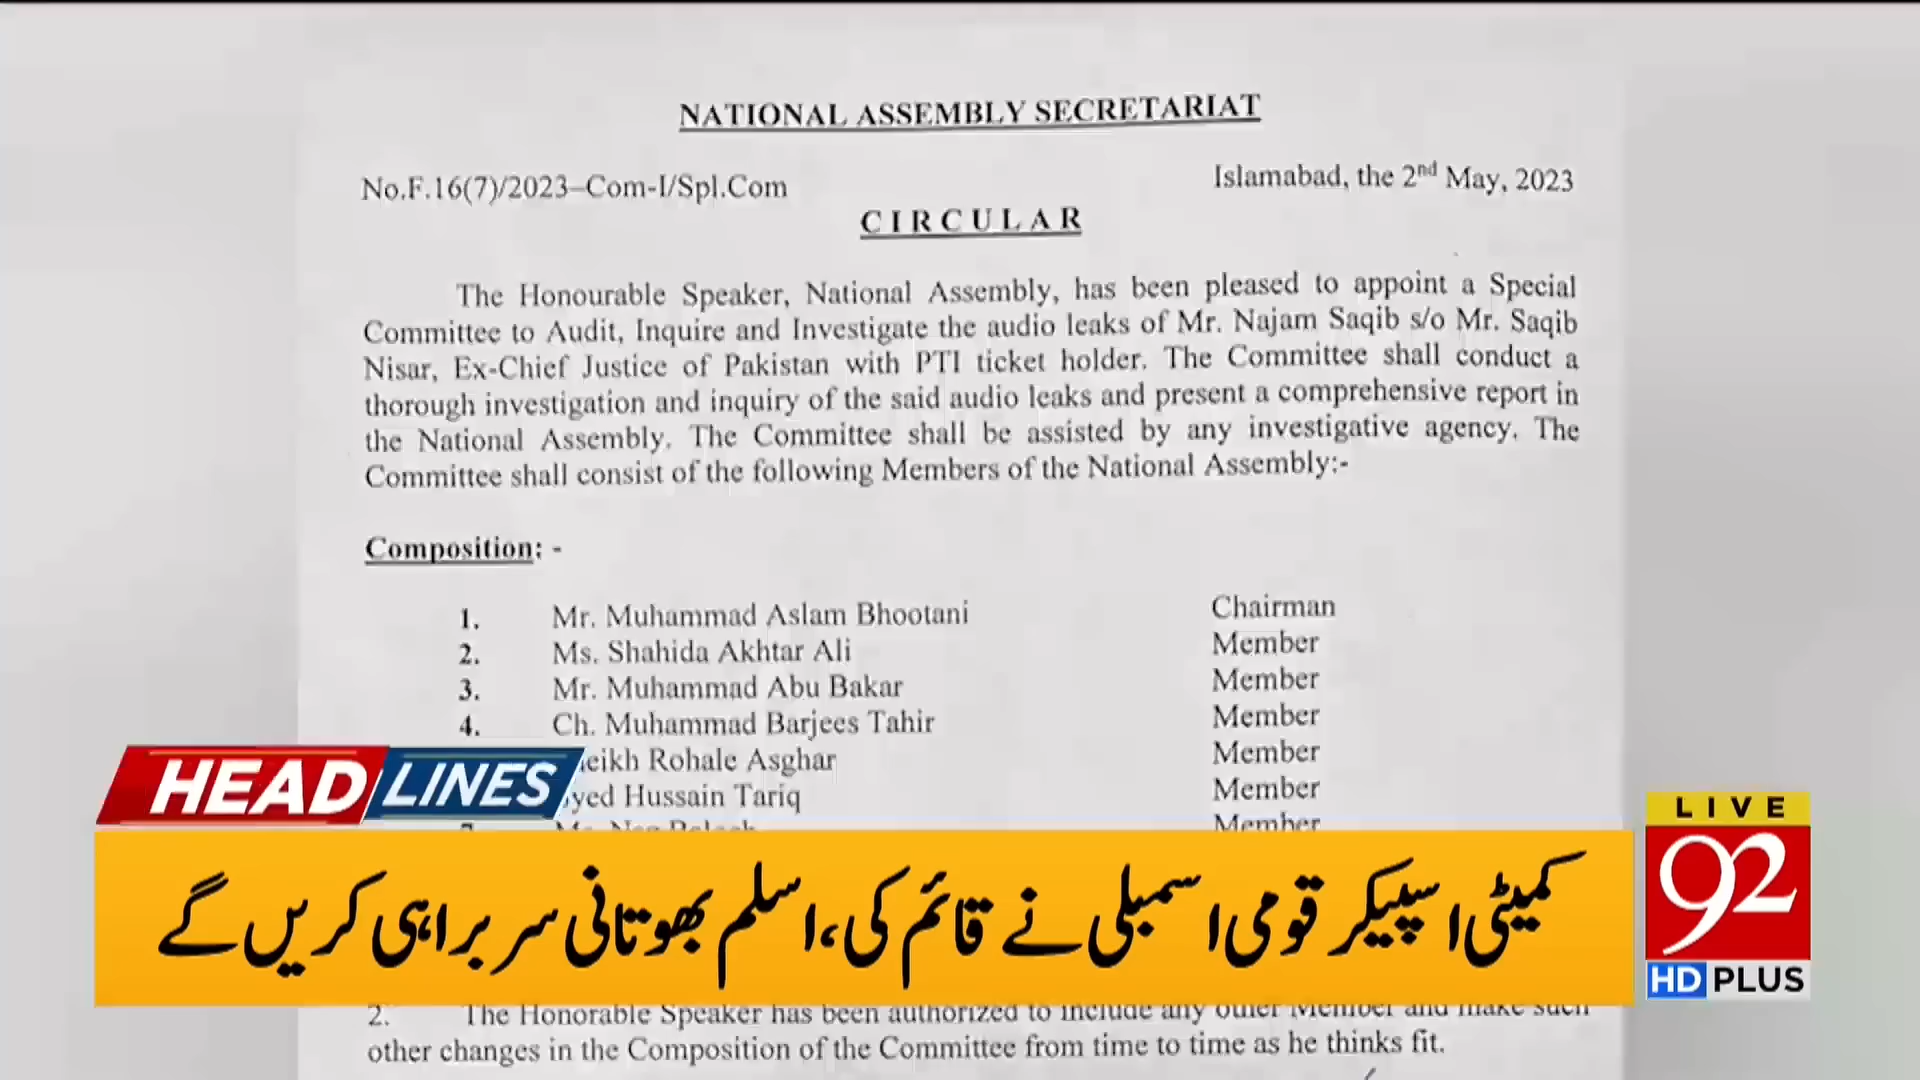 NATIONAL ASSEMBLY SECRETARIAT
No.F.16(7)/2023–Com-I/Spl.Com
Islamabad, the 2nd May, 2023
CIRCULAR
The Honourable Speaker, National Assembly, has been pleased to appoint a Special
Committee to Audit, Inquire and Investigate the audio leaks of Mr. Najam Saqib s/o Mr. Saqib
Nisar, Ex-Chief Justice of Pakistan with PTI ticket holder. The Committee shall conduct a
thorough investigation and inquiry of the said audio leaks and present a comprehensive report in
the National Assembly. The Committee shall be assisted by any investigative agency. The
Committee shall consist of the following Members of the National Assembly:-
Composition: -
1. Mr. Muhammad Aslam Bhootani Chairman
2. Ms. Shahida Akhtar Ali Member
3. Mr. Muhammad Abu Bakar Member
4. Ch. Muhammad Barjees Tahir Member
Rohale Asghar Member
Hussain Tariq Member
Member
HEADLINES
کمیٹی اسپیکر قومی اسمبلی نے قائم کی، اسلم بھوتانی سربراہی کریں گے
LIVE
92
HD PLUS
2. The Honorable Speaker has been authorized to include any other Member and make such
other changes in the Composition of the Committee from time to time as he thinks fit.